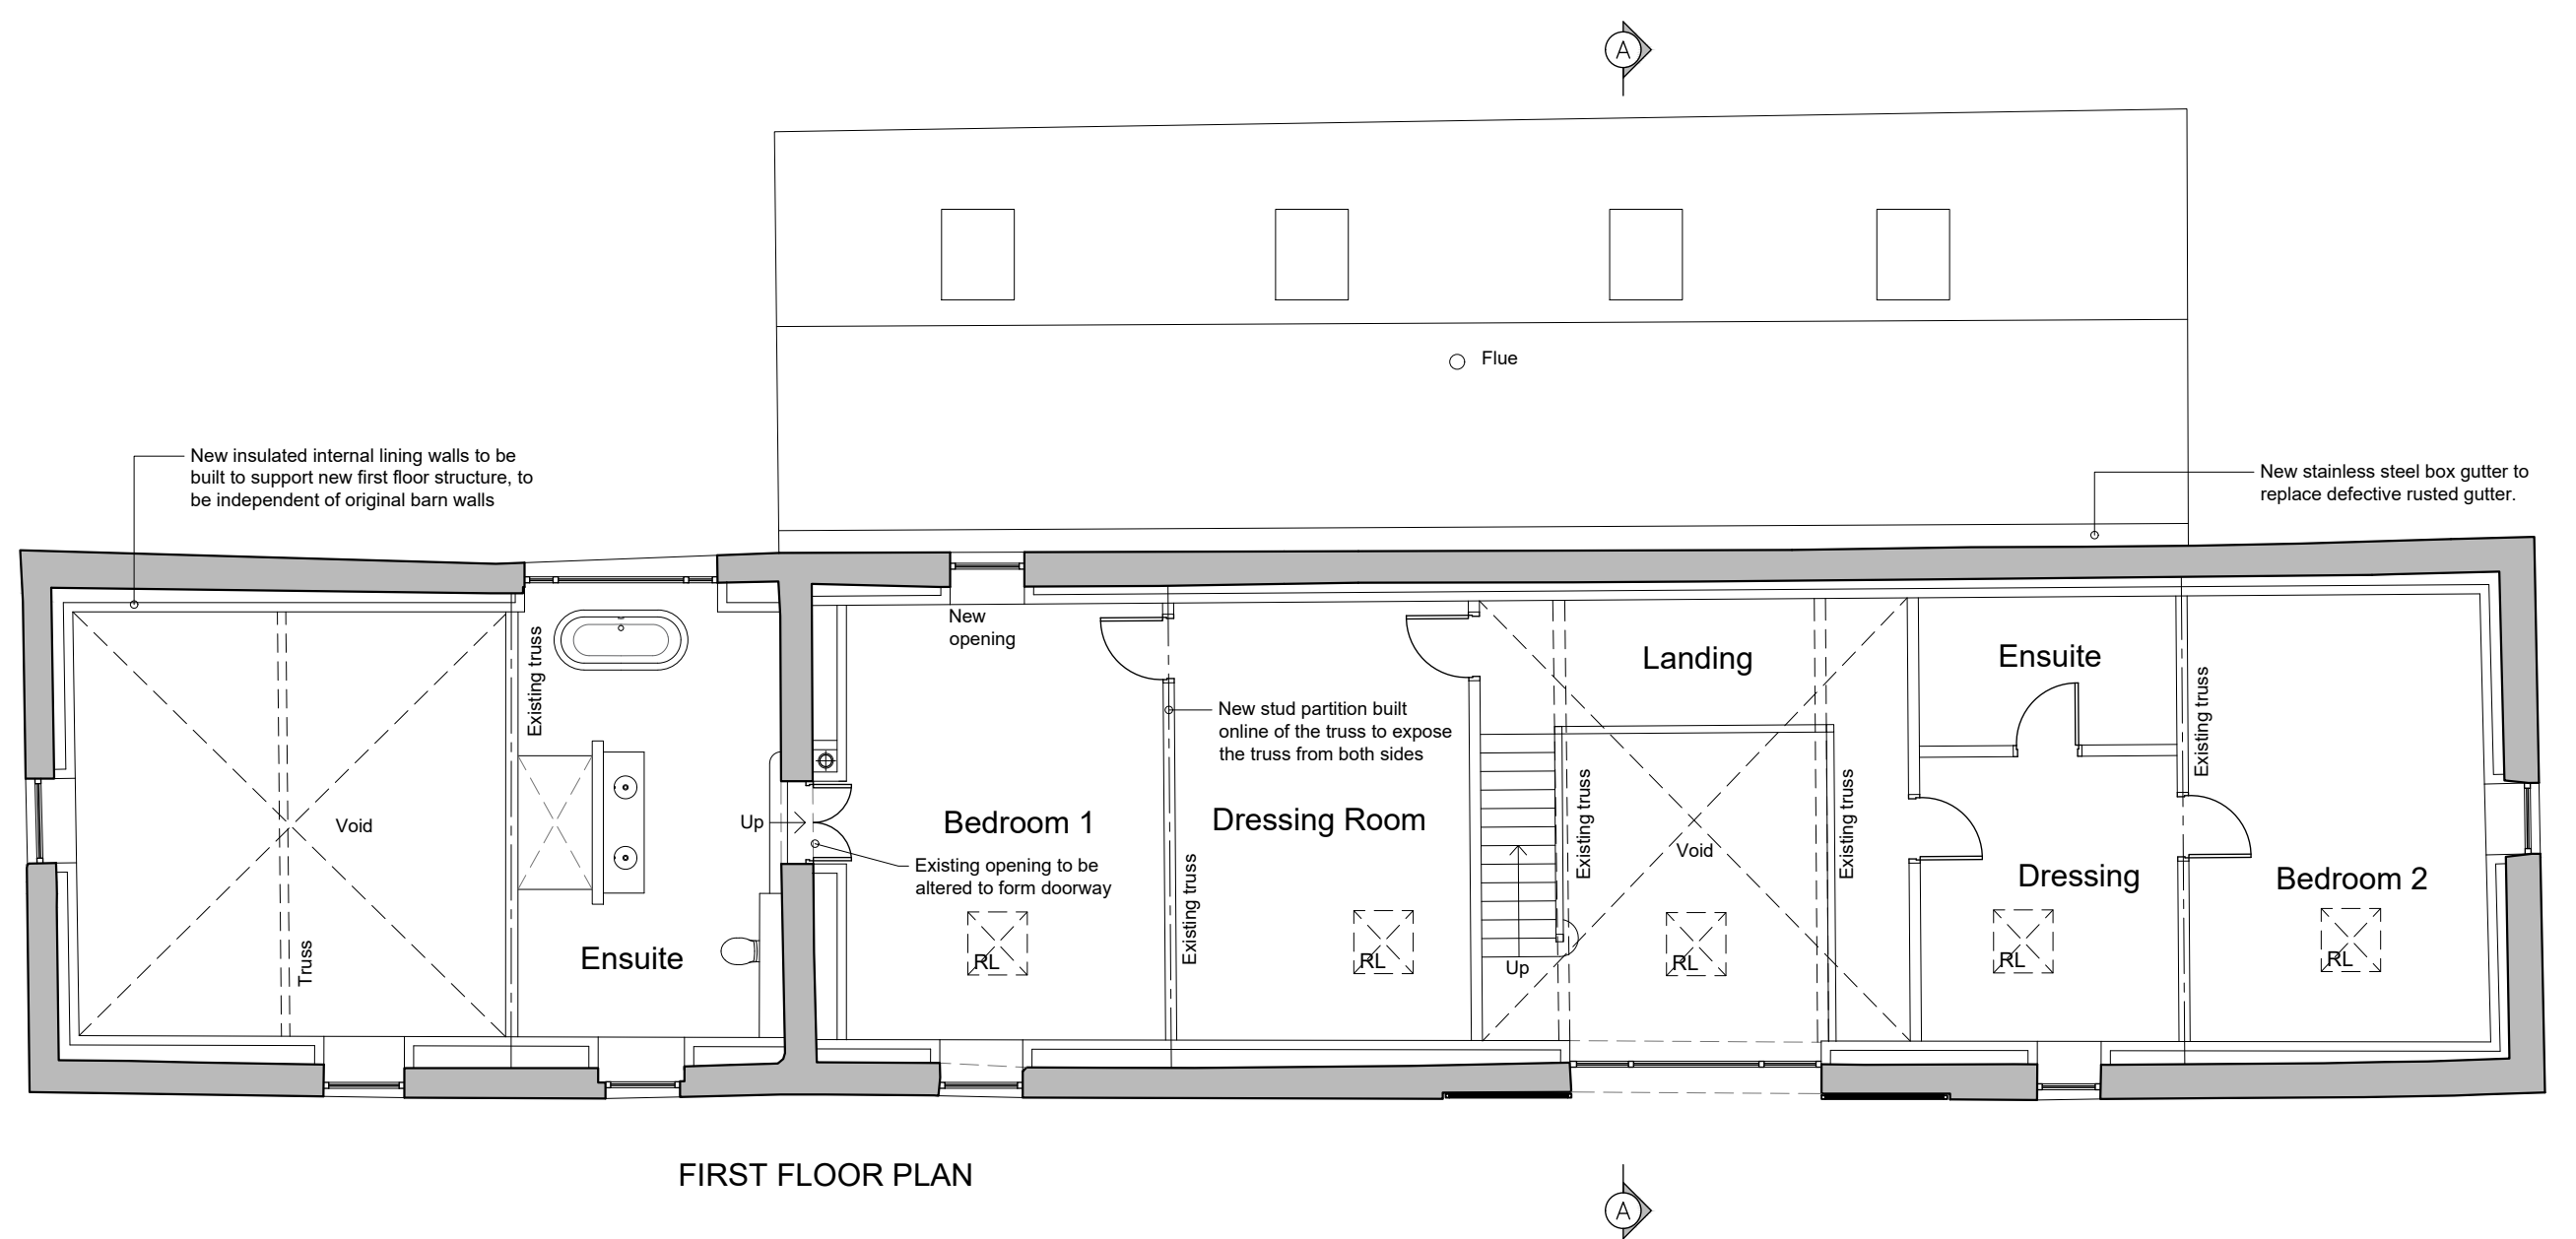 A
Flue
New insulated internal lining walls to be
built to support new first floor structure, to
be independent of original barn walls
New stainless steel box gutter to
replace defective rusted gutter.
New
opening
Existing truss
Landing
Ensuite
Existing truss
New stud partition built
online of the truss to expose
the truss from both sides
Void
Up
Bedroom 1
Dressing Room
Existing truss
Void
Existing truss
Existing opening to be
altered to form doorway
Existing truss
Dressing
Bedroom 2
Truss
Ensuite
RL
RL
Up
RL
RL
RL
FIRST FLOOR PLAN
A